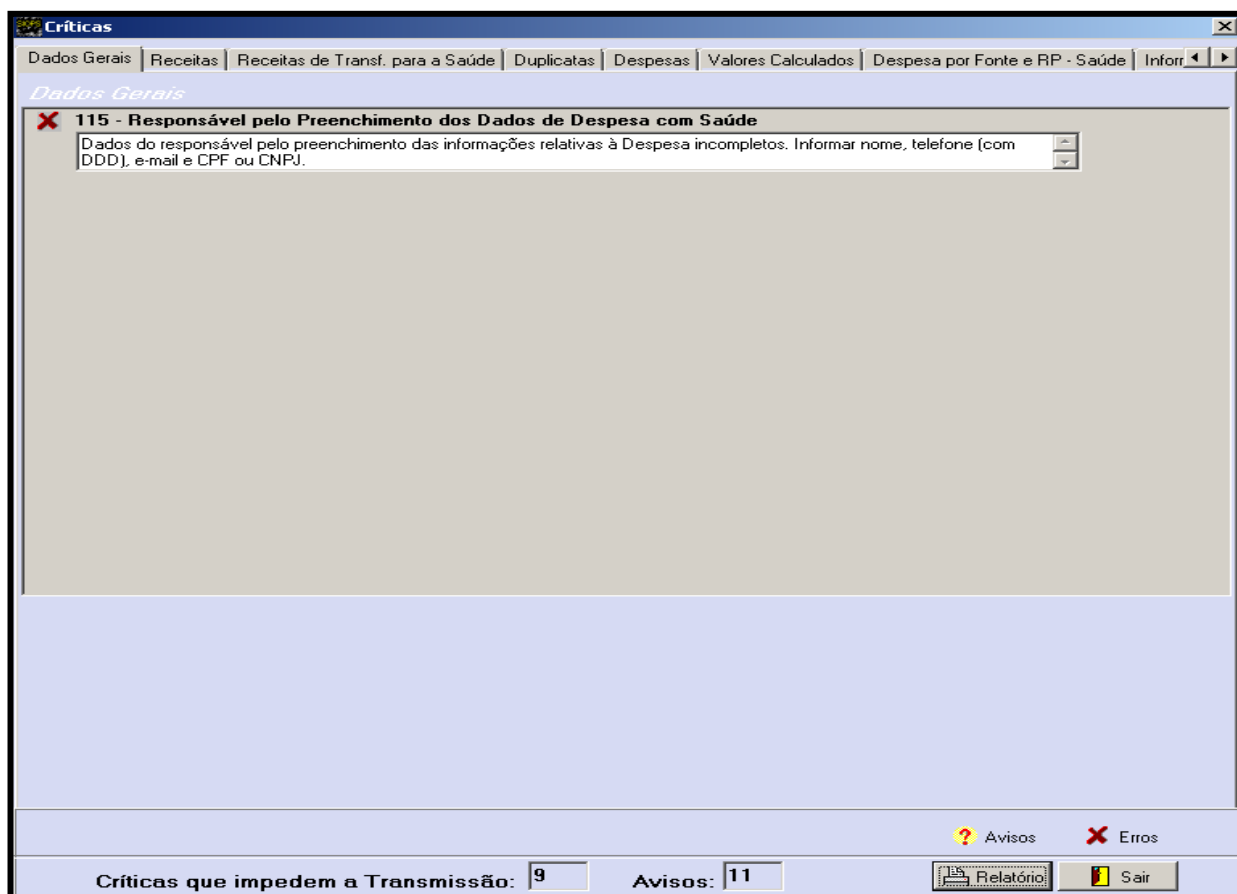 Críticas
Dados Gerais Receitas Receitas de Transf. para a Saúde Duplicatas Despesas Valores Calculados Despesa por Fonte e RP - Saúde Inforr
Dados Gerais
115 - Responsável pelo Preenchimento dos Dados de Despesa com Saúde
Dados do responsável pelo preenchimento das informações relativas à Despesa incompletos. Informar nome, telefone (com
DDD), e-mail e CPF ou CNPJ.
? Avisos Erros
Críticas que impedem a Transmissão: 9 Avisos: 11 Relatório Sair